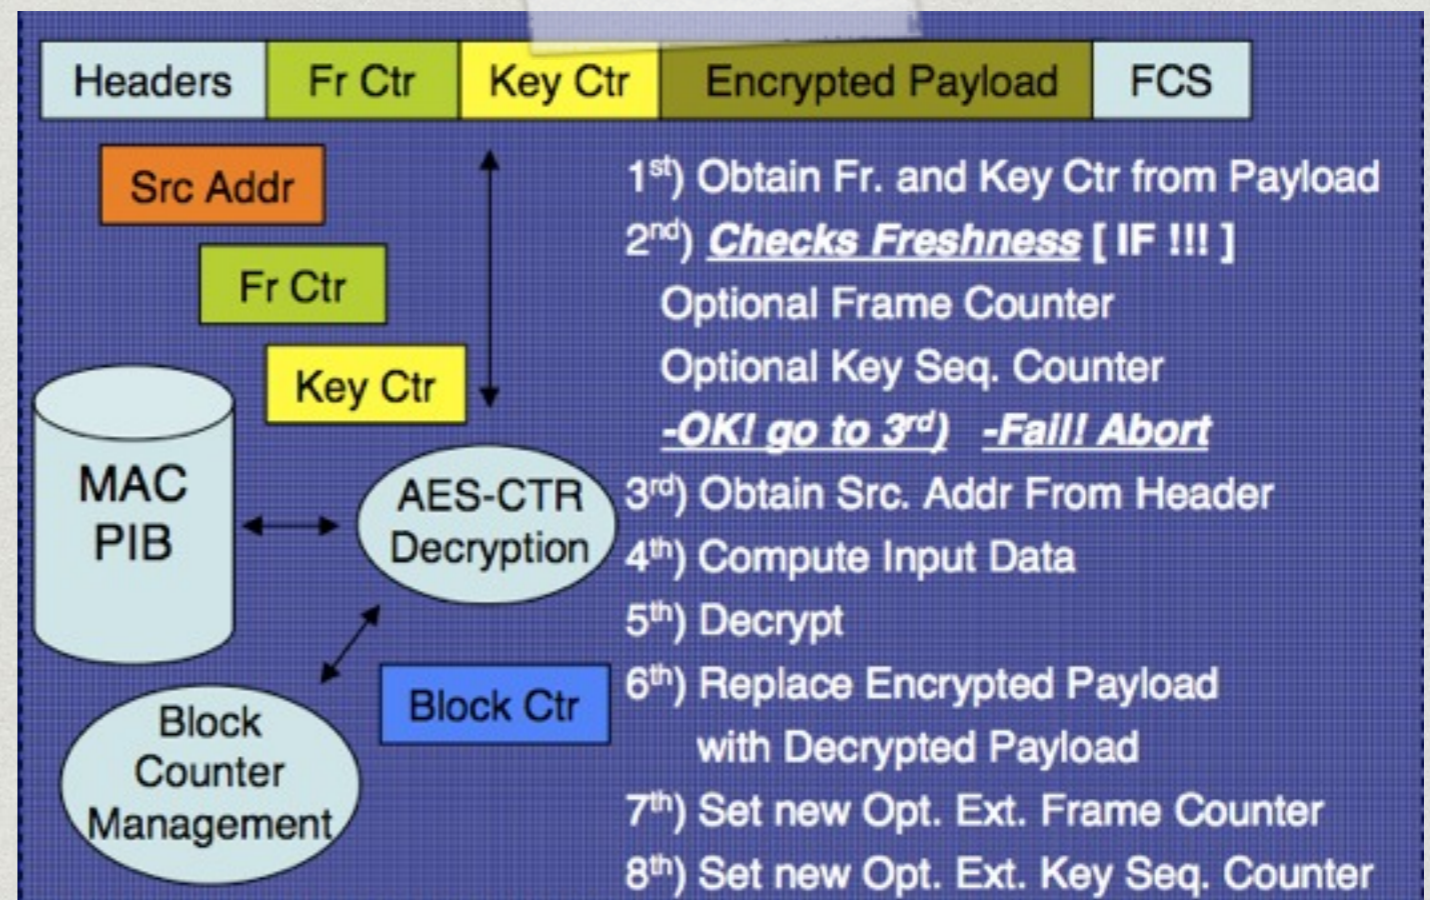 Headers Fr Ctr Key Ctr Encrypted Payload FCS
Src Addr
Fr Ctr
Key Ctr
MAC
PIB
AES-CTR
Decryption
Block Ctr
Block
Counter
Management
1st) Obtain Fr. and Key Ctr from Payload
2nd) Checks Freshness [ IF !!! ]
Optional Frame Counter
Optional Key Seq. Counter
-OK! go to 3rd) -Fail! Abort
3rd) Obtain Src. Addr From Header
4th) Compute Input Data
5th) Decrypt
6th) Replace Encrypted Payload
with Decrypted Payload
7th) Set new Opt. Ext. Frame Counter
8th) Set new Opt. Ext. Key Seq. Counter